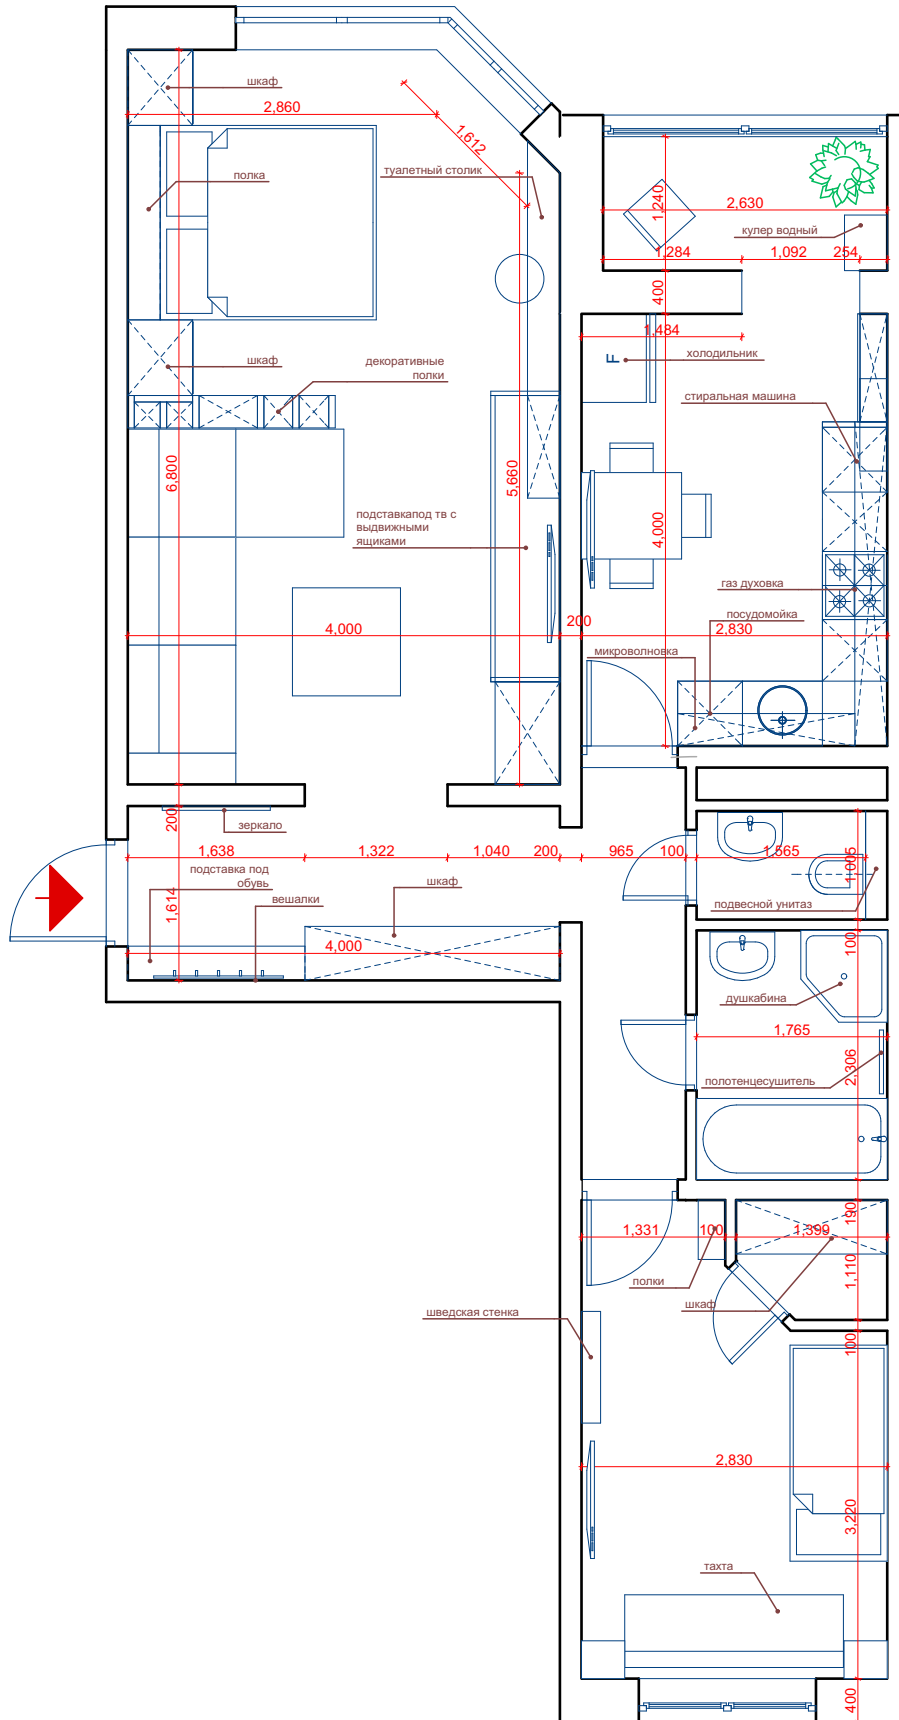 шкаф
2,860
1,612
полка
туалетный столик
1,240
2,630
кулер водный
1,284
1,092
254
400
1,484
шкаф
декоративные
полки
F
холодильник
стиральная машина
6,800
5,660
4,000
подставкапод тв с
выдвижными
ящиками
газ духовка
посудомойка
4,000
200
2,830
микроволновка
200
зеркало
1,638
1,322
1,040
200
965
100
1,565
1,005
подставка под
обувь
вешалки
шкаф
1,614
подвесной унитаз
4,000
100
душкабина
1,765
2,306
полотенцесушитель
190
1,331
100
1,399
1,110
полки
шкаф
шведская стенка
100
2,830
3,220
тахта
400